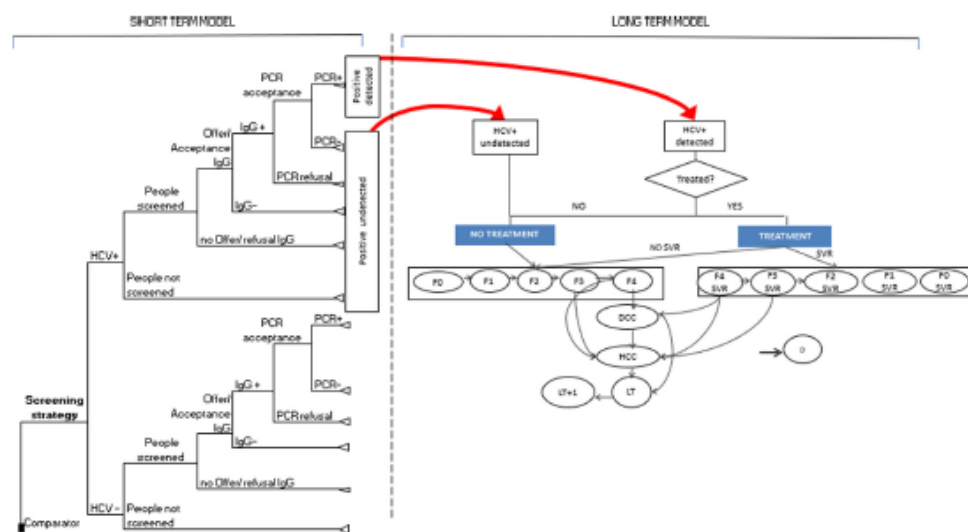 SHORT TERM MODEL
LONG TERM MODEL
PCR
acceptance
PCR+
Positive
detected
Offer/
Acceptance
IgG
IgG +
PCR-
PCR refusal
People
screened
IgG-
no Offer/ refusal IgG
Positive undetected
HCV+
People not
screened
PCR
acceptance
PCR+
PCR-
IgG +
Offer/
Acceptance
IgG
PCR refusal
Screening
strategy
IgG-
People
screened
no Offer/ refusal IgG
HCV -
People not
screened
Comparator
HCV+
undetected
HCV+
detected
Treated?
NO
YES
NO TREATMENT
TREATMENT
NO SVR
SVR
F0
F1
F2
F3
F4
F4
SVR
F3
SVR
F2
SVR
F1
SVR
F0
SVR
DCC
HCC
D
LT+1
LT